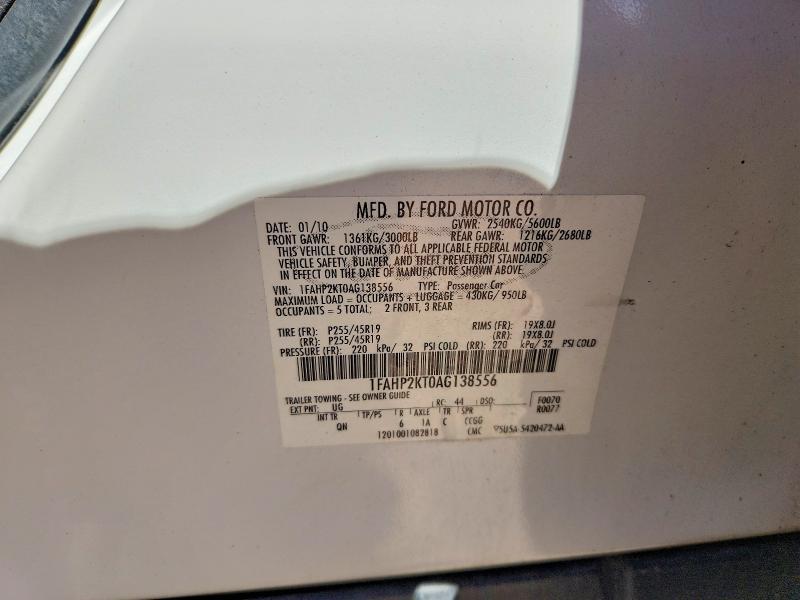 MFD. BY FORD MOTOR CO.
DATE: 01/10 GVWR: 2540KG/5600LB
FRONT GAWR: 1361KG/3000LB REAR GAWR: 1216KG/2680LB
THIS VEHICLE CONFORMS TO ALL APPLICABLE FEDERAL MOTOR
VEHICLE SAFETY, BUMPER, AND THEFT PREVENTION STANDARDS
IN EFFECT ON THE DATE OF MANUFACTURE SHOWN ABOVE.
VIN: 1FAHP2KT0AG138556 TYPE: Passenger Car
MAXIMUM LOAD = OCCUPANTS + LUGGAGE = 430KG/950LB
OCCUPANTS = 5 TOTAL; 2 FRONT, 3 REAR
TIRE (FR): P255/45R19 RIMS (FR): 19X8.0J
(RR): P255/45R19 (RR): 19X8.0J
PRESSURE (FR): 220 kPa/ 32 PSI COLD (RR): 220 kPa/ 32 PSI COLD
1FAHP2KT0AG138556
TRAILER TOWING - SEE OWNER GUIDE
EXT PNT: UG RC: 44 DSO: F0070
R0077
INT TR TP/PS R AXLE TR SPR
QN 6 1A C CCGG
1201001082818 CMC 5U5A-5420472-AA